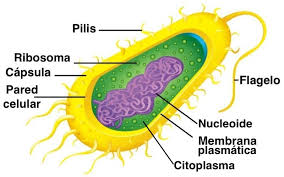 Pilis
Ribosoma
Cápsula
Pared
celular
Flagelo
Nucleoide
Membrana
plasmática
Citoplasma